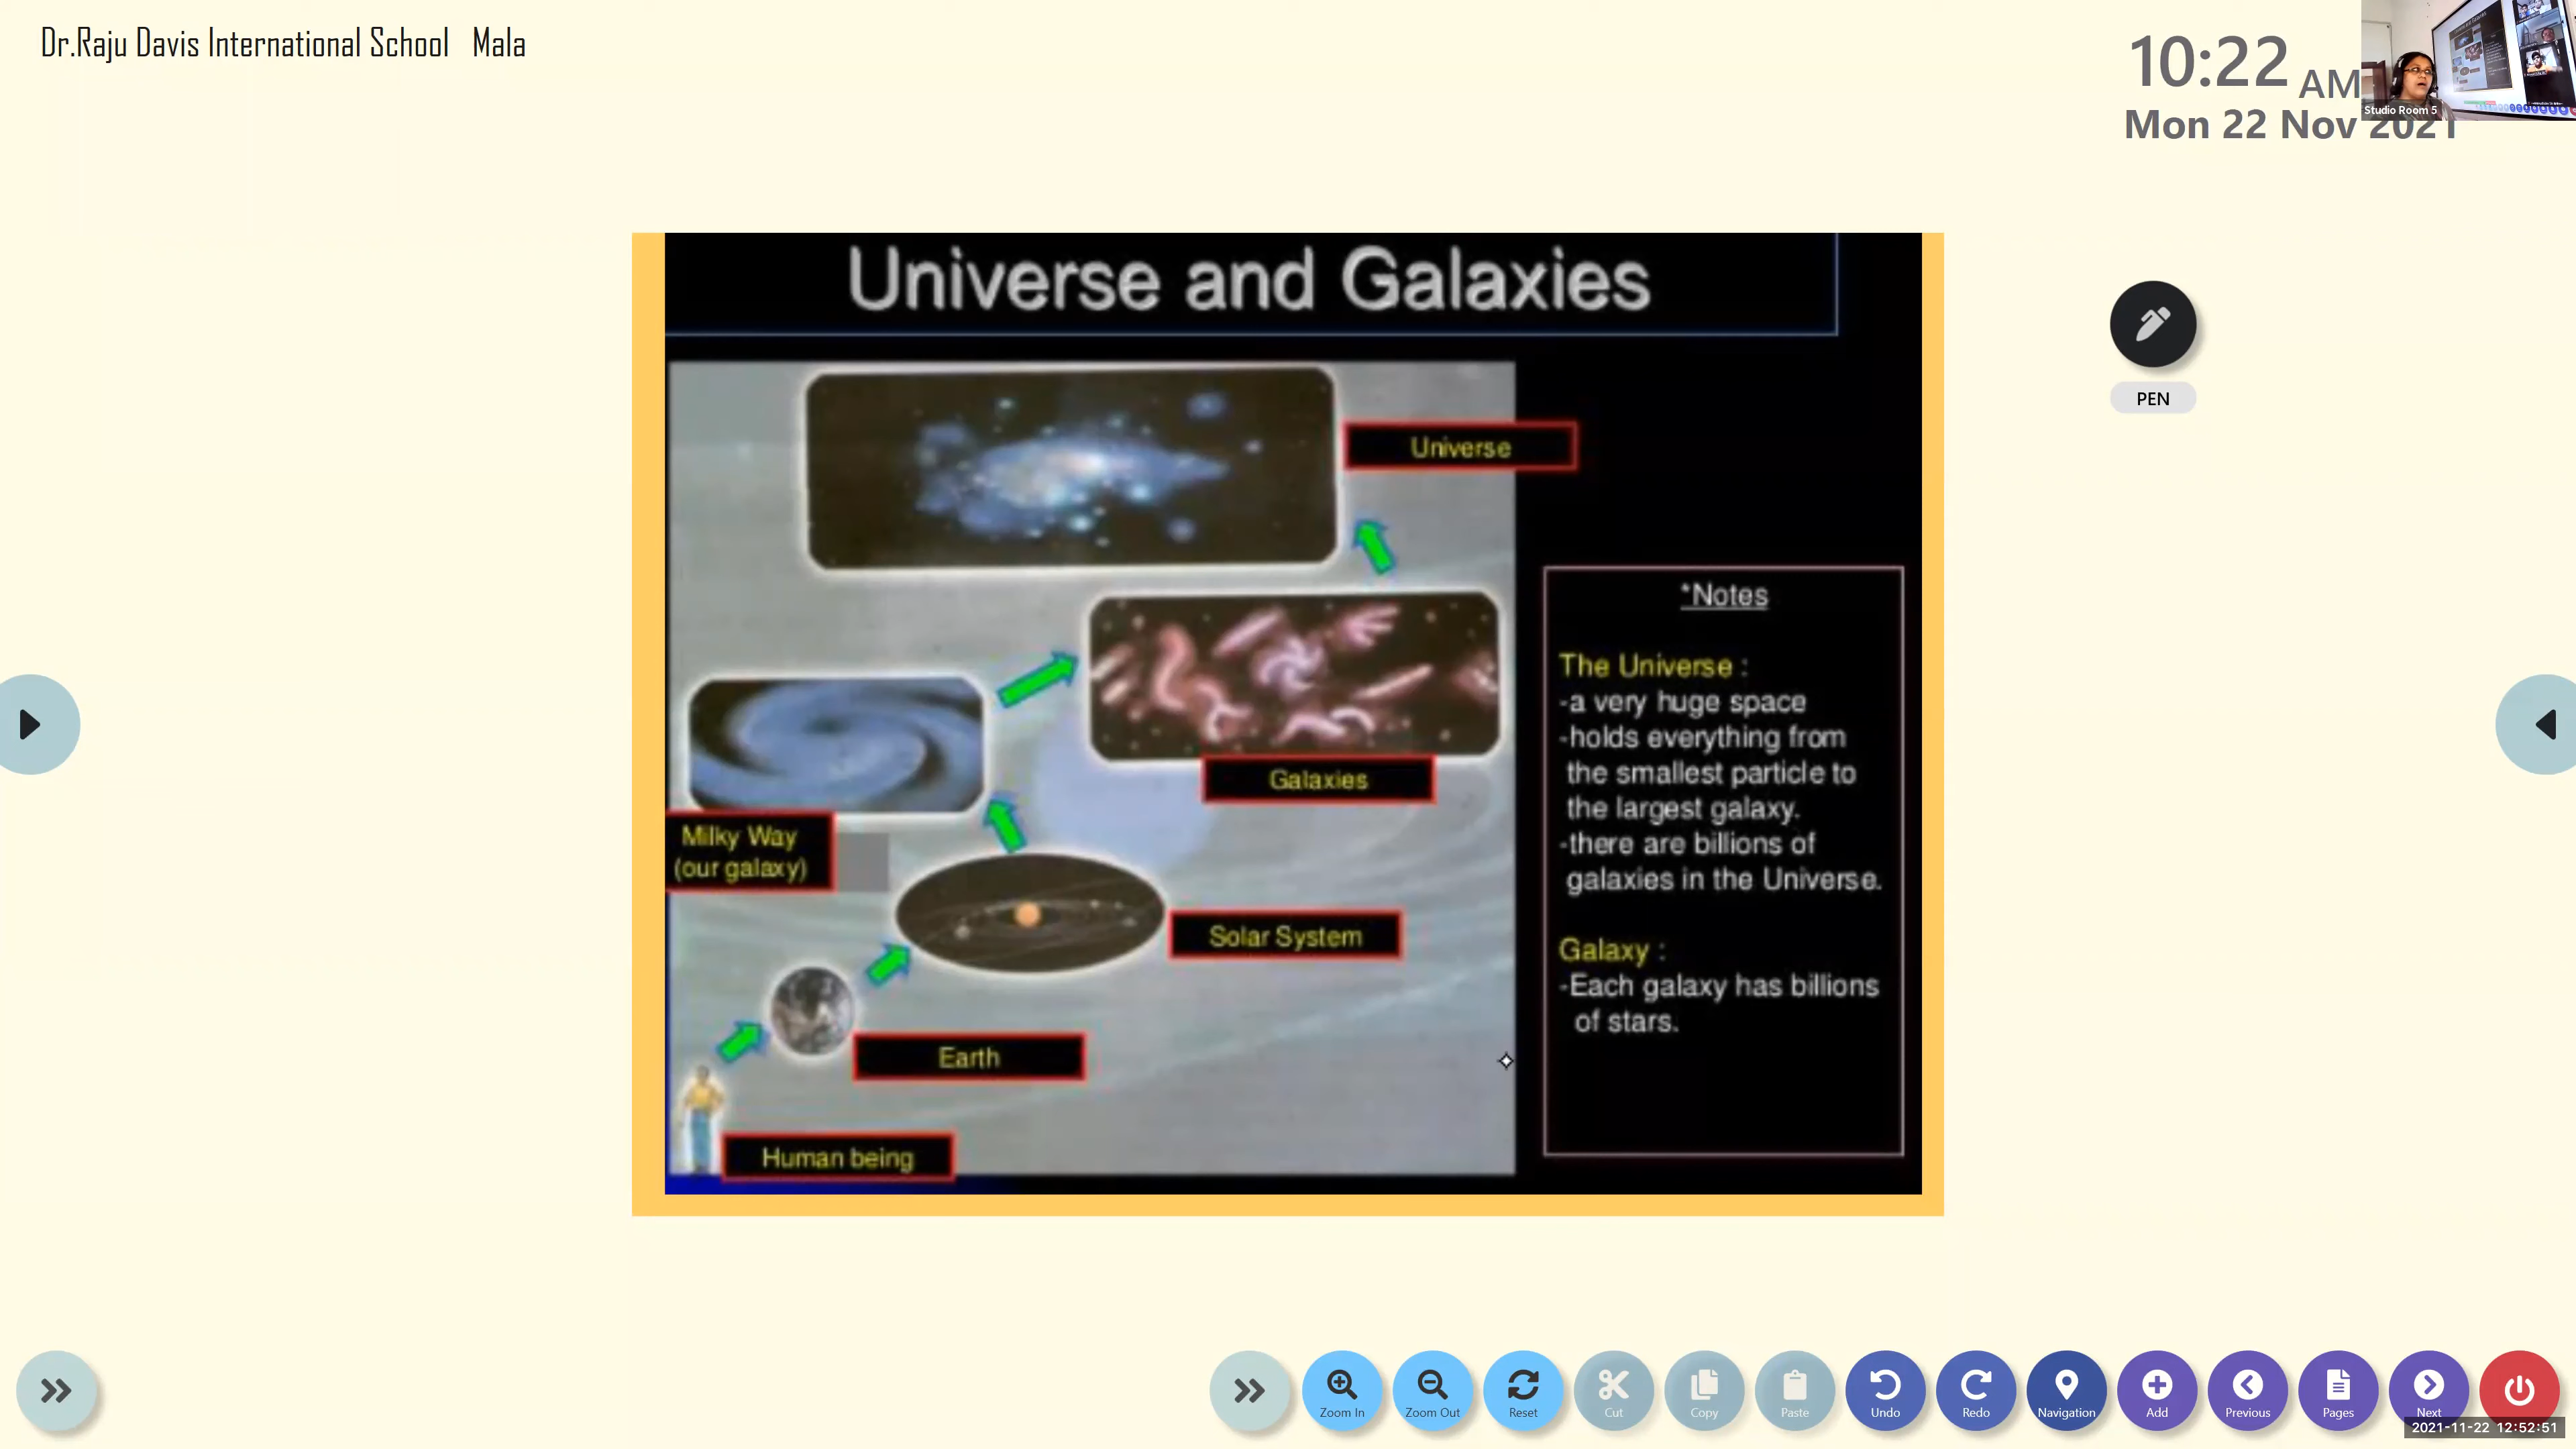 Dr.Raju Davis International School Mala
10:22 AM
Mon 22 Nov 2021
Studio Room 5
Universe and Galaxies
Universe
PEN
*Notes
The Universe :
-a very huge space
-holds everything from
the smallest particle to
the largest galaxy.
-there are billions of
galaxies in the Universe.
Galaxy :
-Each galaxy has billions
of stars.
Galaxies
Milky Way
(our galaxy)
Solar System
Earth
Human being
Zoom In
Zoom Out
Reset
Cut
Copy
Paste
Undo
Redo
Navigation
Add
Previous
Pages
Next
2021-11-22 12:52:51